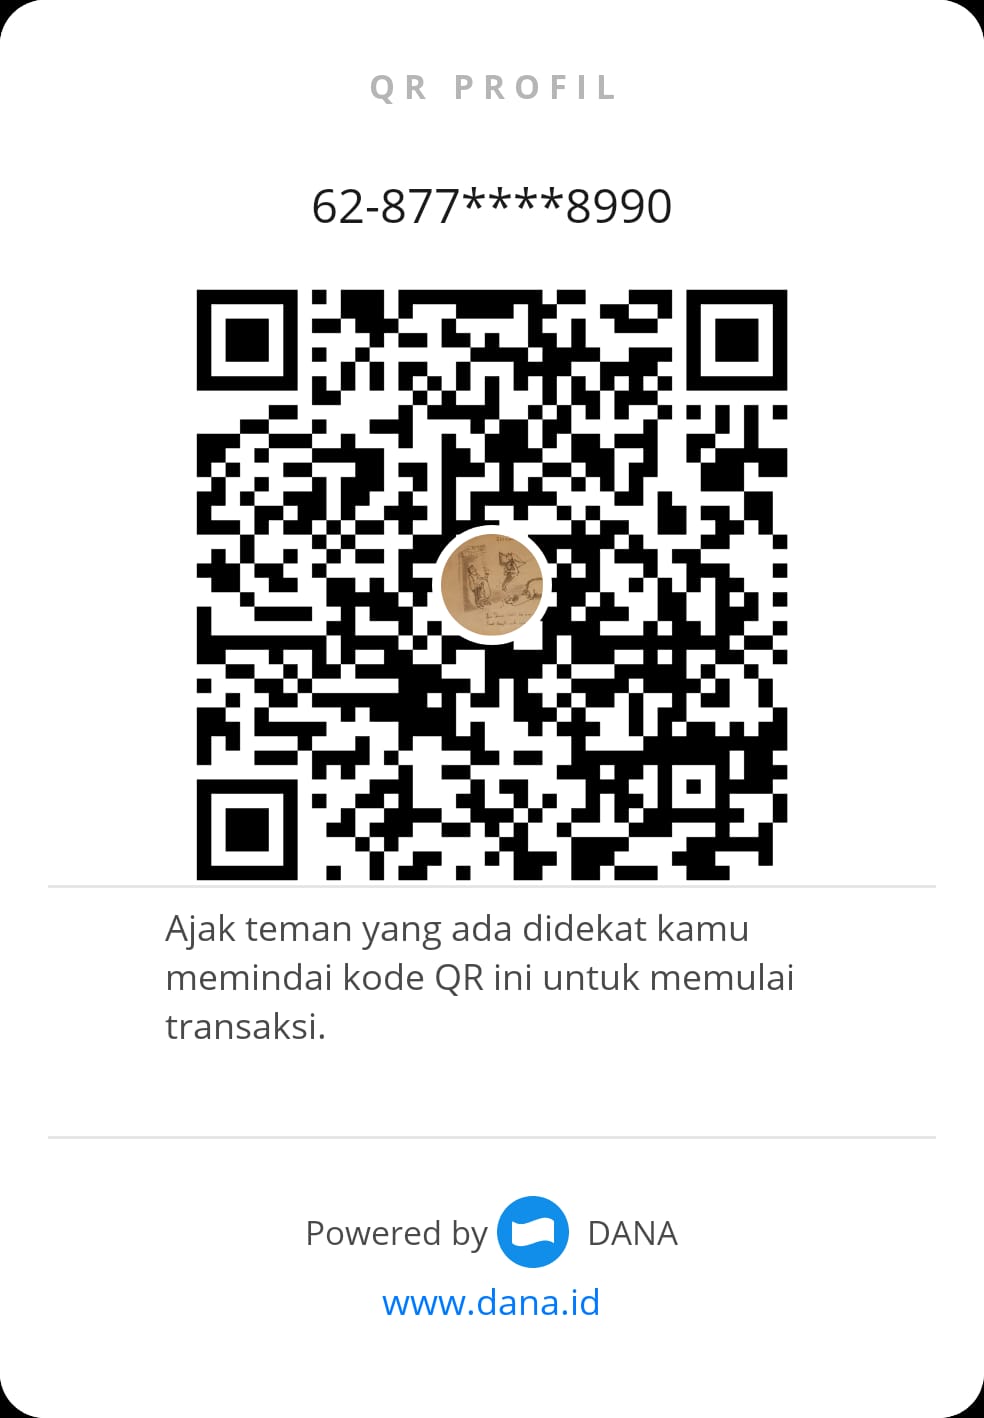 QR PROFIL
62-877****8990
Ajak teman yang ada didekat kamu
memindai kode QR ini untuk memulai
transaksi.
Powered by DANA
www.dana.id